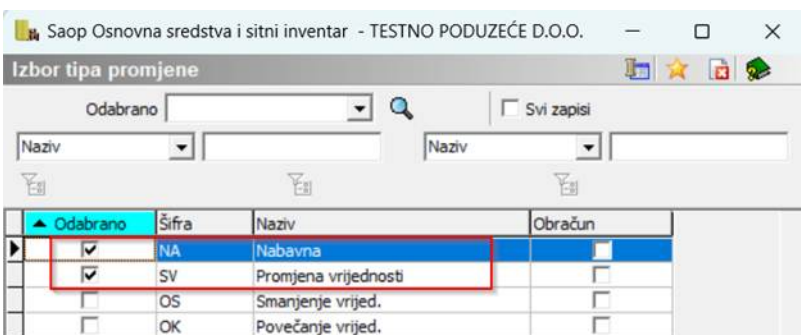 Saop Osnovna sredstva i sitni inventar - TESTNO PODUZEĆE D.O.O.
Izbor tipa promjene
Odabrano Svi zapisi
Naziv Naziv
Odabrano Šifra Naziv Obračun
NA Nabavna
SV Promjena vrijednosti
OS Smanjenje vrijed.
OK Povečanje vrijed.